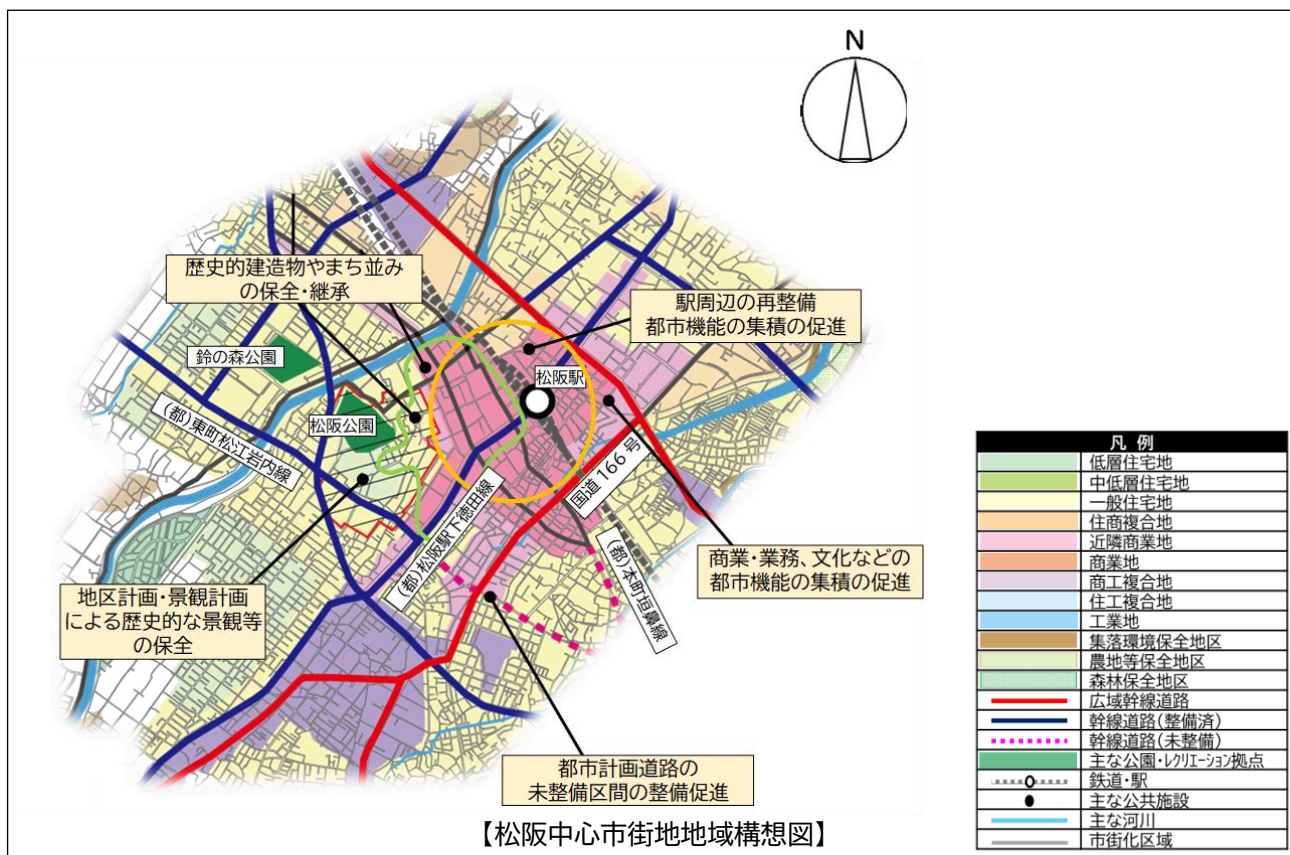 N
歴史的建造物やまち並み
の保全・継承
駅周辺の再整備
都市機能の集積の促進
鈴の森公園
松阪駅
松阪公園
(都)東町松江岩内線
国道166号
(都)松阪駅下徳田線
(都)本町垣鼻線
商業・業務、文化などの
都市機能の集積の促進
地区計画・景観計画
による歴史的な景観等
の保全
都市計画道路の
未整備区間の整備促進
【松阪中心市街地地域構想図】
凡 例
低層住宅地
中低層住宅地
一般住宅地
住商複合地
近隣商業地
商業地
商工複合地
住工複合地
工業地
集落環境保全地区
農地等保全地区
森林保全地区
広域幹線道路
幹線道路(整備済)
幹線道路(未整備)
主な公園・レクリエーション拠点
鉄道・駅
主な公共施設
主な河川
市街化区域